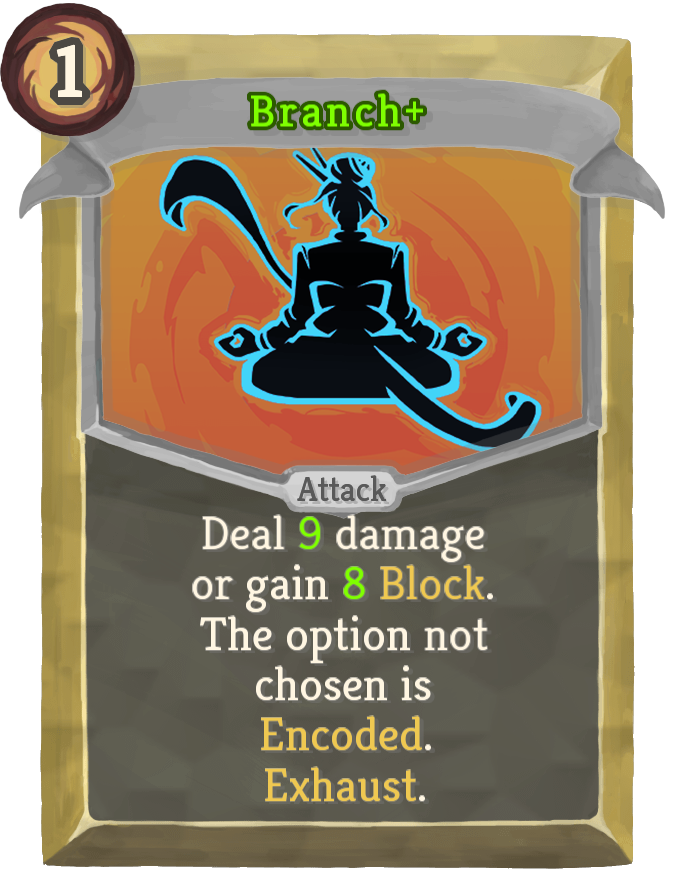 1
Branch+
Attack
Deal 9 damage
or gain 8 Block.
The option not
chosen is
Encoded.
Exhaust.